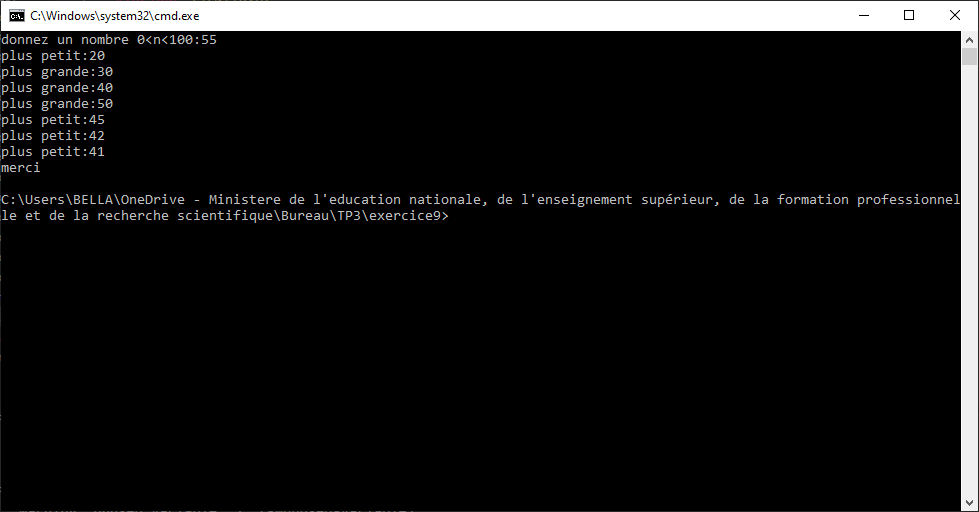 C:\Windows\system32\cmd.exe
donnez un nombre 0<n<100:55
plus petit:20
plus grande:30
plus grande:40
plus grande:50
plus petit:45
plus petit:42
plus petit:41
merci
C:\Users\BELLA\OneDrive - Ministere de l'education nationale, de l'enseignement supérieur, de la formation professionnel
le et de la recherche scientifique\Bureau\TP3\exercice9>